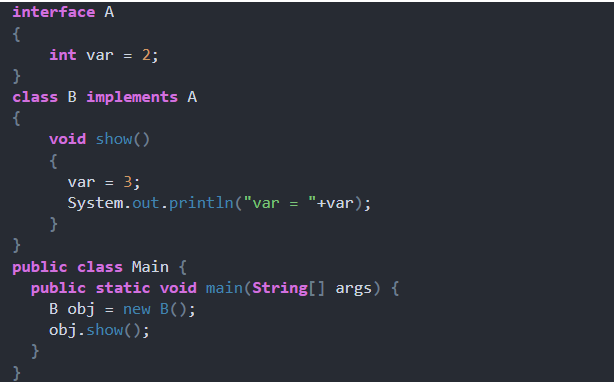 interface A
{
    int var = 2;
}
class B implements A
{
    void show()
    {
      var = 3;
      System.out.println("var = "+var);
    }
}
public class Main {
  public static void main(String[] args) {
    B obj = new B();
    obj.show();
  }
}